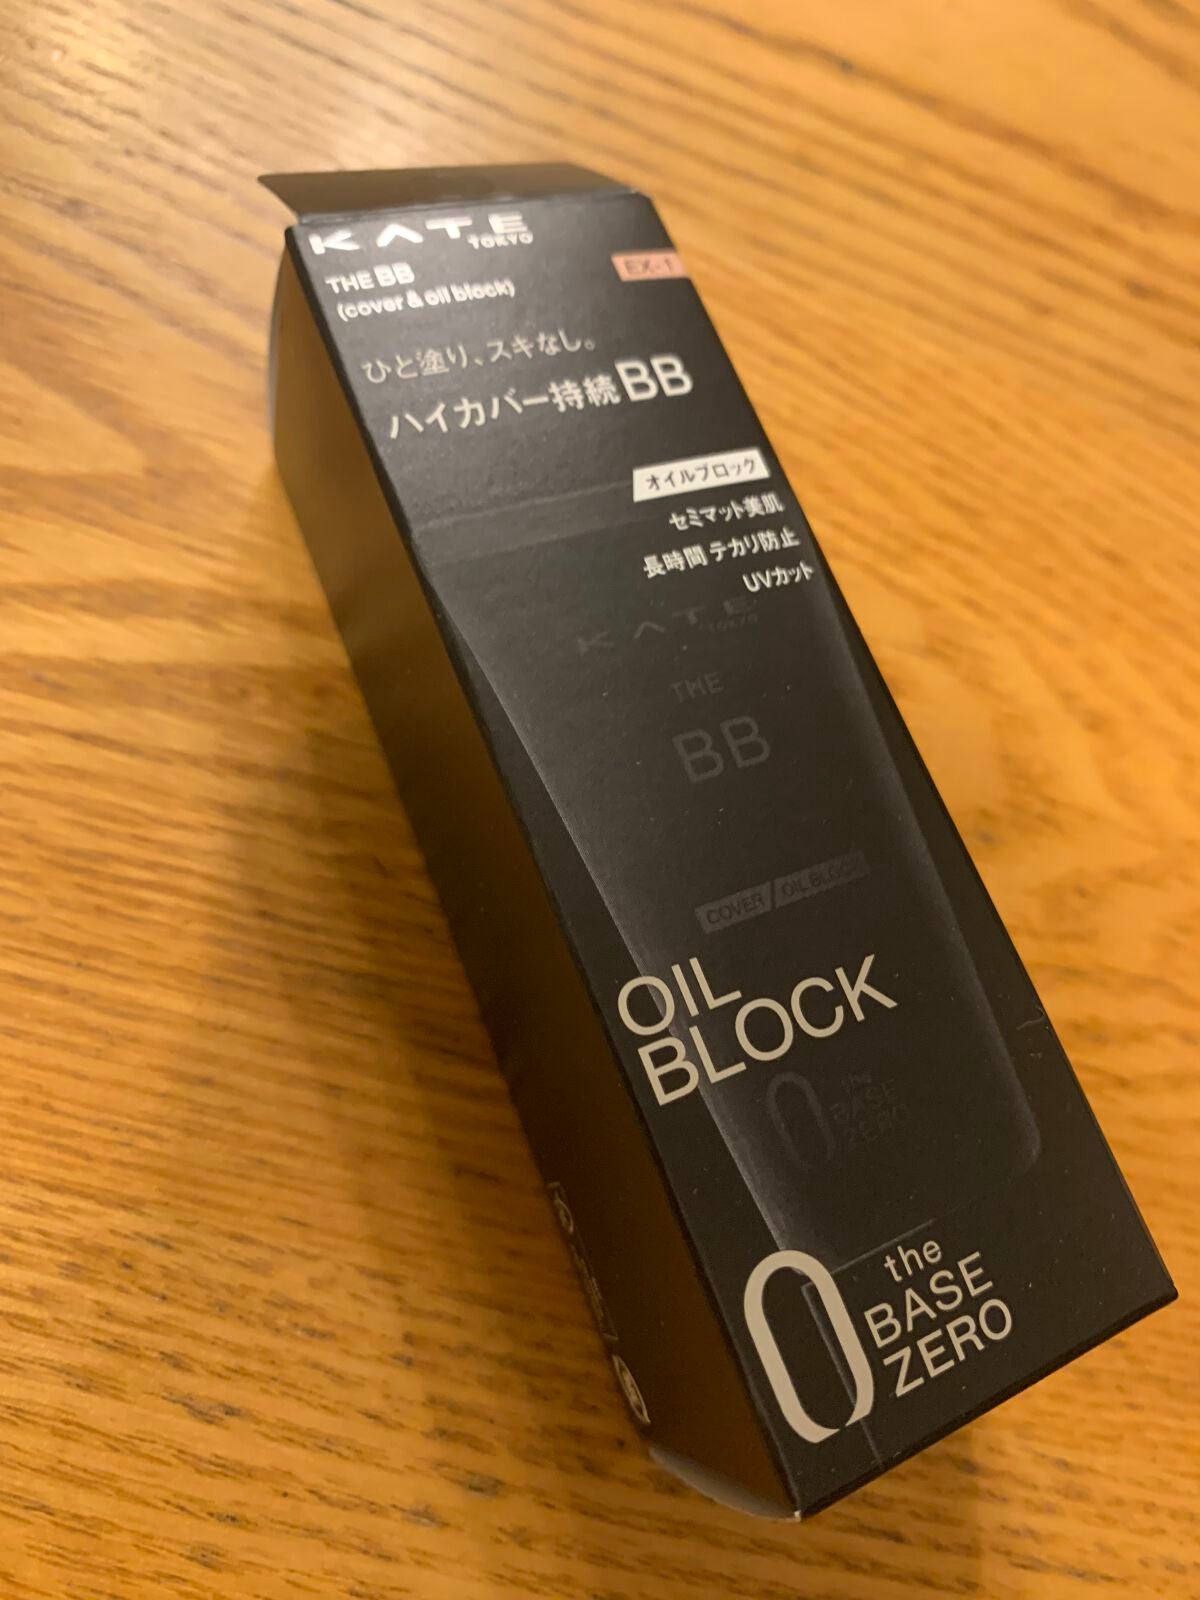 KATE
TOKYO
EX-1
THE BB
(cover & oil block)
ひと塗り、スキなし。
ハイカバー持続BB
オイルブロック
セミマット美肌
長時間 テカリ防止
UVカット
KATE
TOKYO
THE
BB
COVER / OIL BLOCK
OIL
BLOCK
0 the
BASE
ZERO
0 the
BASE
ZERO